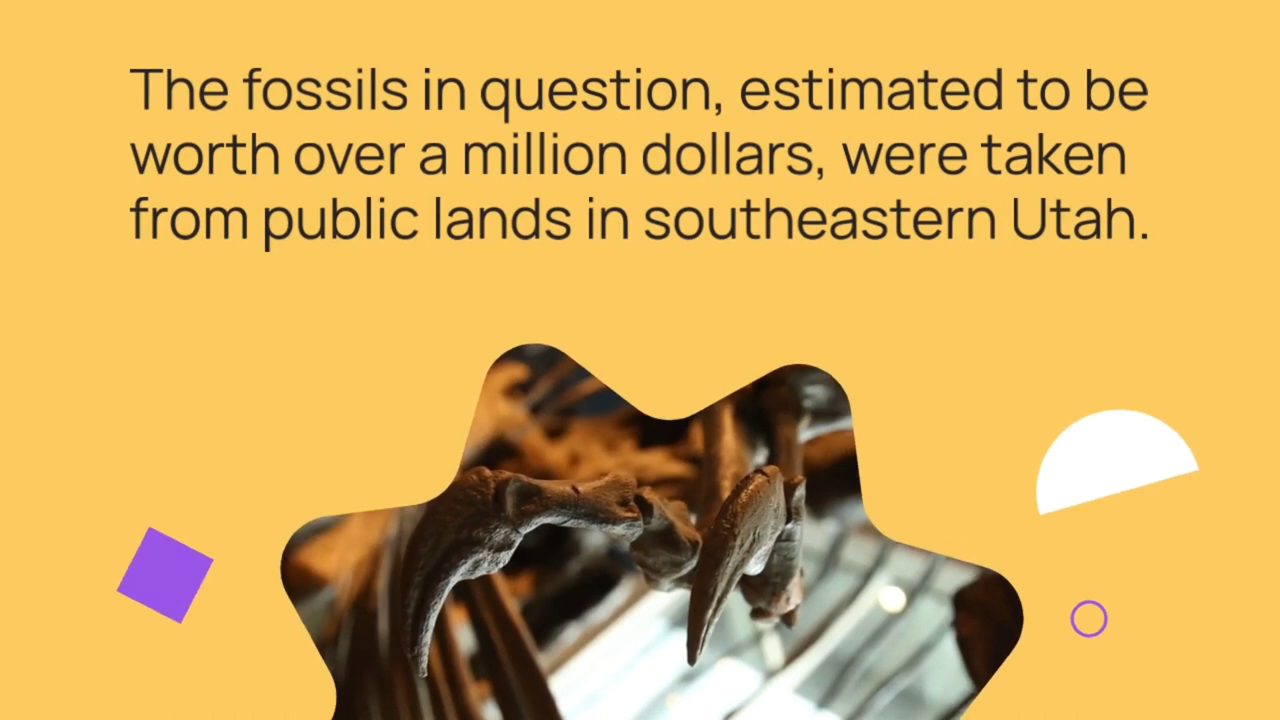 The fossils in question, estimated to be
worth over a million dollars, were taken
from public lands in southeastern Utah.